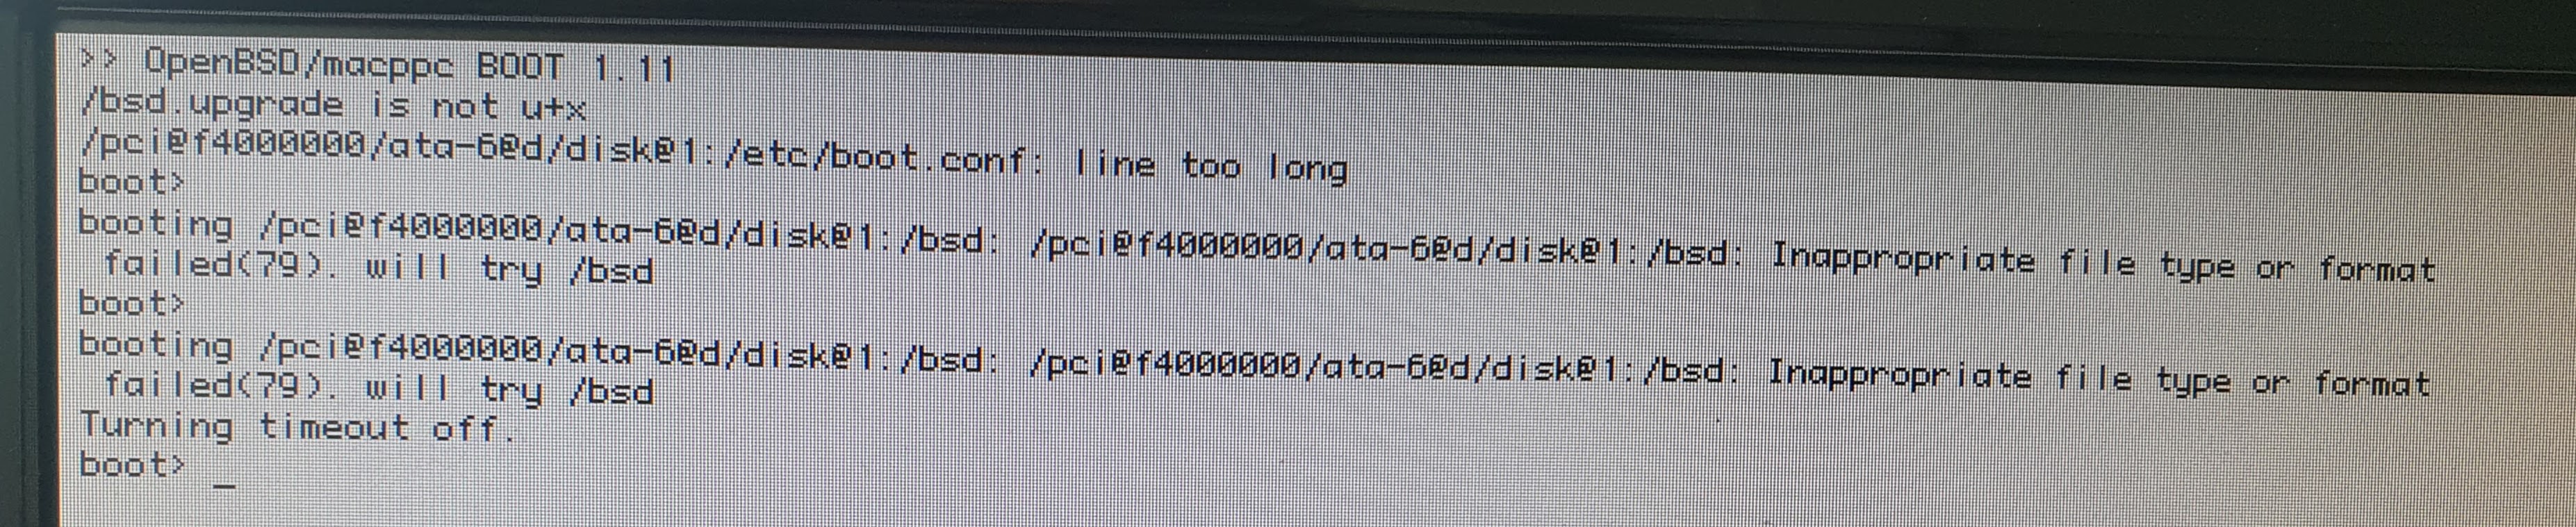 >> OpenBSD/macppc BOOT 1.11
/bsd.upgrade is not u+x
/pci@f4000000/ata-6@d/disk@1:/etc/boot.conf: line too long
boot>
booting /pci@f4000000/ata-6@d/disk@1:/bsd: /pci@f4000000/ata-6@d/disk@1:/bsd: Inappropriate file type or format
 failed(79). will try /bsd
boot>
booting /pci@f4000000/ata-6@d/disk@1:/bsd: /pci@f4000000/ata-6@d/disk@1:/bsd: Inappropriate file type or format
 failed(79). will try /bsd
Turning timeout off.
boot> _